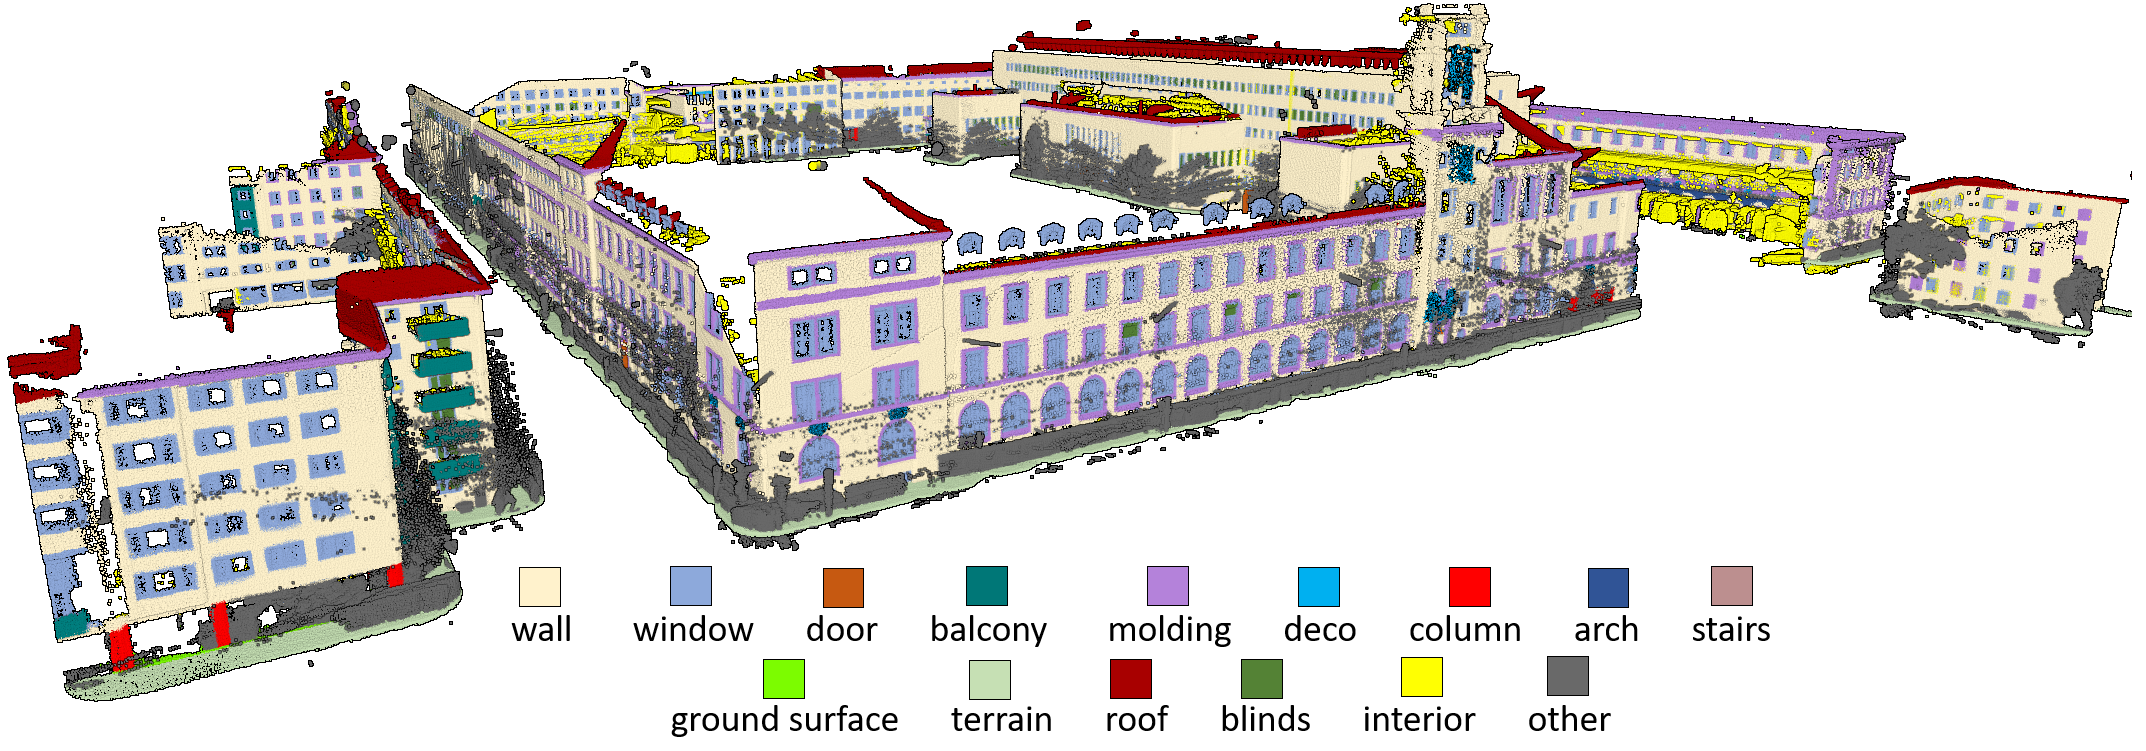 wall window door balcony molding deco column arch stairs
ground surface terrain roof blinds interior other